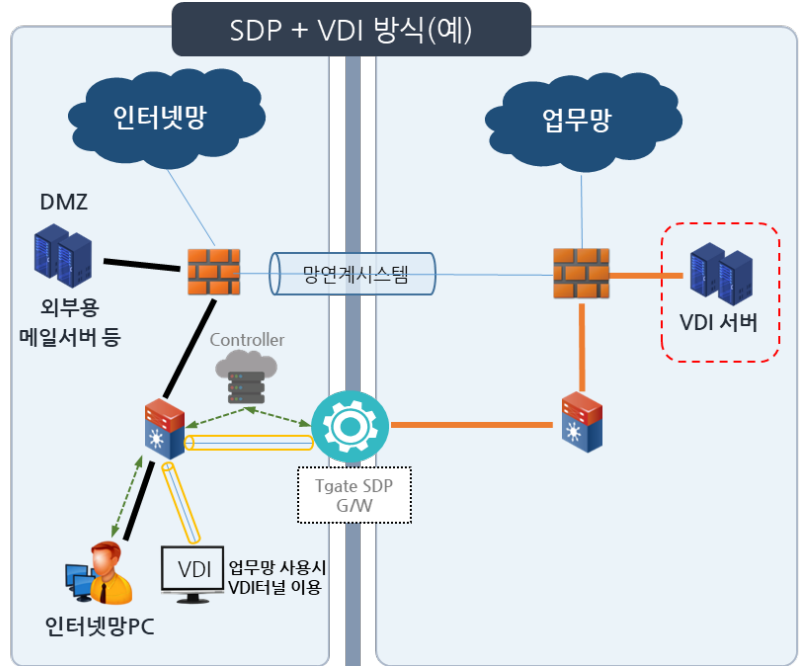 SDP + VDI 방식(예)
인터넷망
업무망
DMZ
외부용
메일서버 등
망연계시스템
VDI 서버
Controller
Tgate SDP
G/W
VDI
업무망 사용시
VDI터널 이용
인터넷망PC